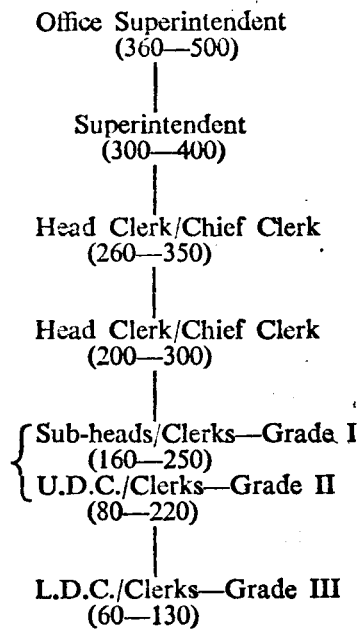 Office Superintendent
(360—500)
Superintendent
(300—400)
Head Clerk/Chief Clerk
(260—350)
Head Clerk/Chief Clerk
(200—300)
Sub-heads/Clerks—Grade I
(160—250)
U.D.C./Clerks—Grade II
(80—220)
L.D.C./Clerks—Grade III
(60—130)